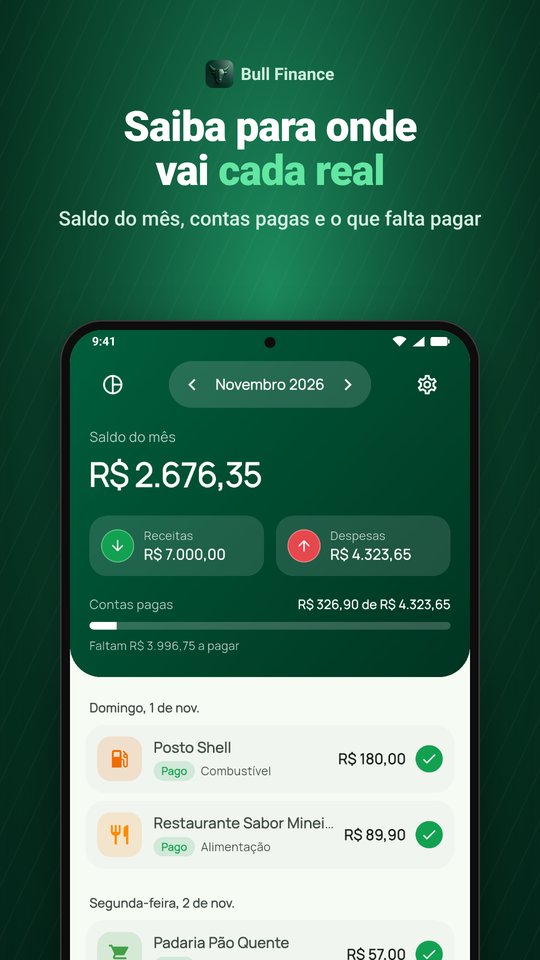 Bull Finance
Saiba para onde
vai cada real
Saldo do mês, contas pagas e o que falta pagar
9:41
Novembro 2026
Saldo do mês
R$ 2.676,35
Receitas
R$ 7.000,00
Despesas
R$ 4.323,65
Contas pagas
R$ 326,90 de R$ 4.323,65
Faltam R$ 3.996,75 a pagar
Domingo, 1 de nov.
Posto Shell
Pago Combustível
R$ 180,00
Restaurante Sabor Minei...
Pago Alimentação
R$ 89,90
Segunda-feira, 2 de nov.
Padaria Pão Quente
R$ 57,00